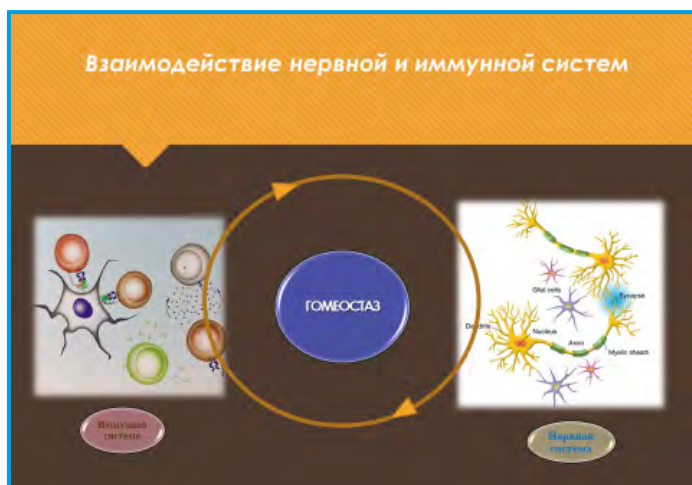 Взаимодействие нервной и иммунной систем
ГОМЕОСТАЗ
Glial cells
Synapse
Dendrite
Nucleus
Axon
Myelin sheath
Иммунная
система
Нервная
система